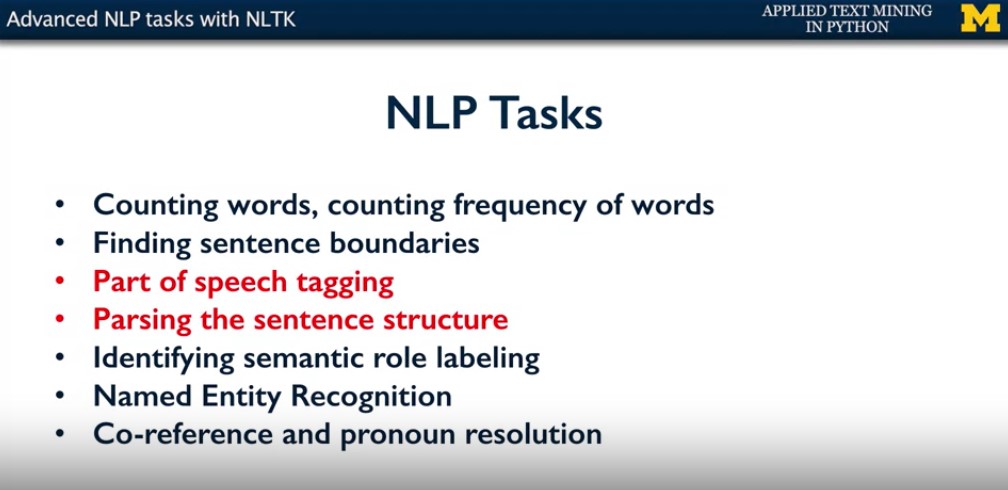 Advanced NLP tasks with NLTK
APPLIED TEXT MINING
IN PYTHON
M
NLP Tasks
• Counting words, counting frequency of words
• Finding sentence boundaries
• Part of speech tagging
• Parsing the sentence structure
• Identifying semantic role labeling
• Named Entity Recognition
• Co-reference and pronoun resolution